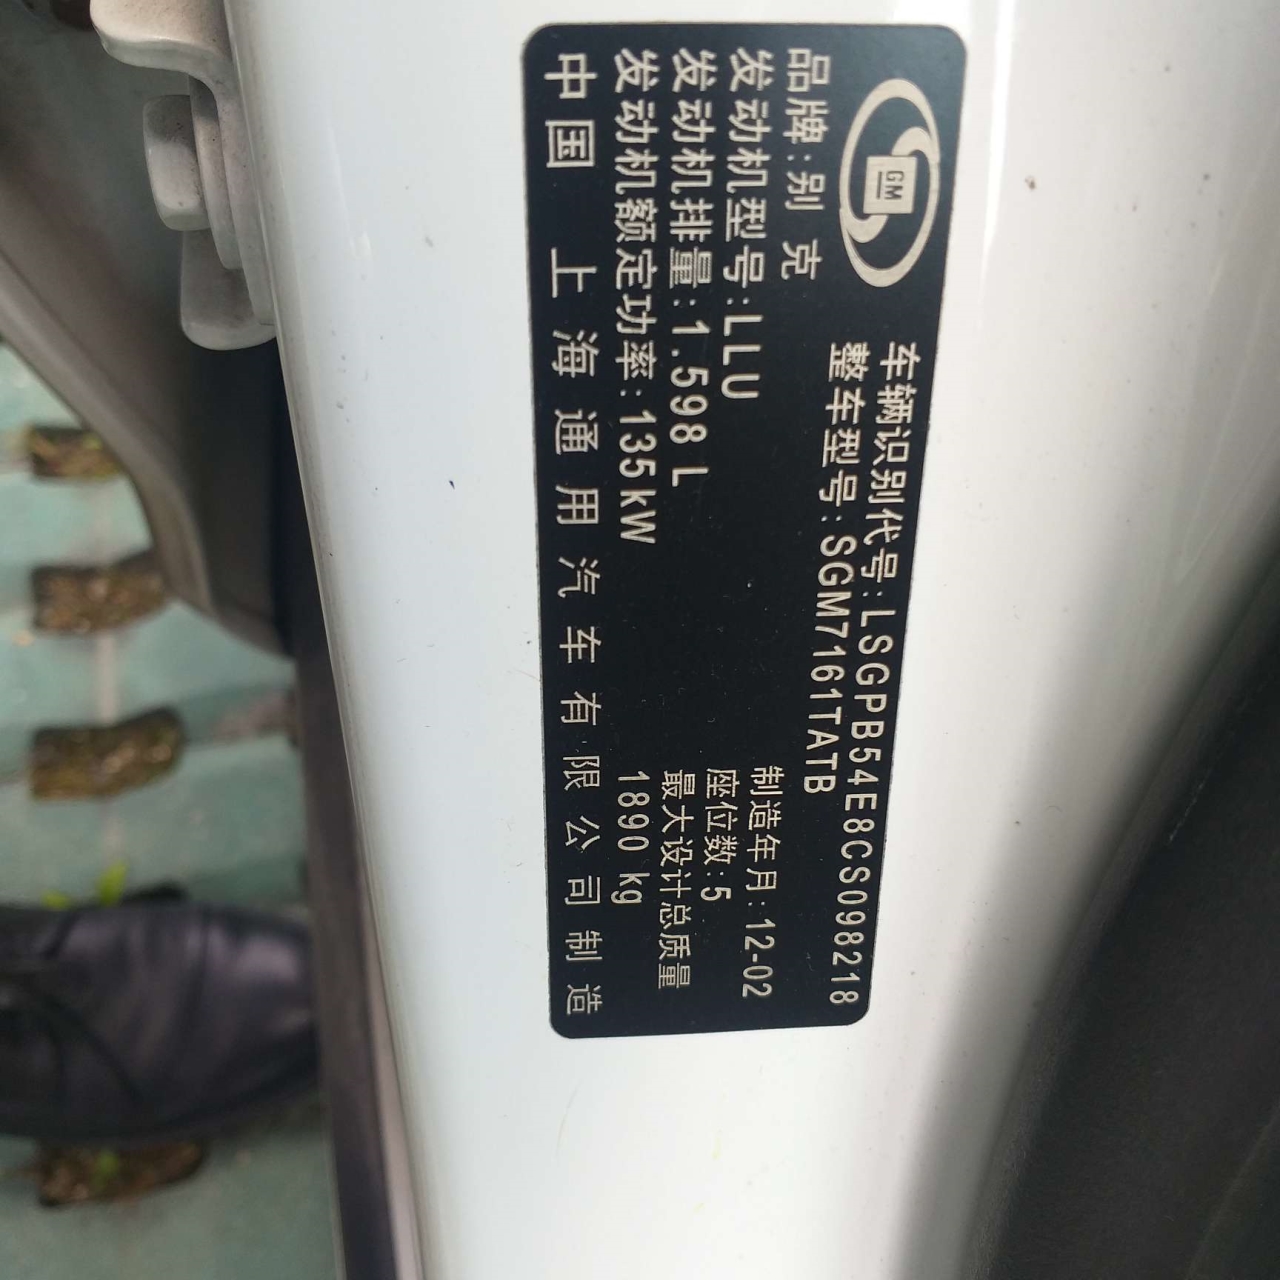 GM
车辆识别代号:LSGPB54E8CS098218
整车型号:SGM7161TATB
品牌:别克
发动机型号:LLU
发动机排量:1.598 L
发动机额定功率:135kW
制造年月:12-02
座位数:5
最大设计总质量
1890 kg
中国 上海通用汽车有限公司制造